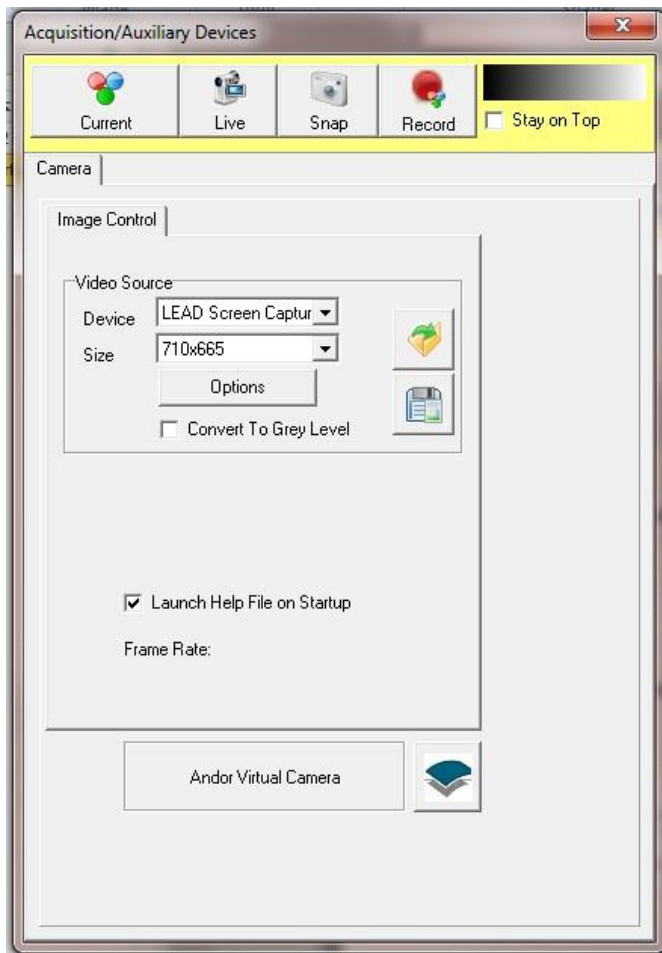 Acquisition/Auxiliary Devices
Current Live Snap Record
Stay on Top
Camera
Image Control
Video Source
Device LEAD Screen Captur
Size 710x665
Options
Convert To Grey Level
Launch Help File on Startup
Frame Rate:
Andor Virtual Camera